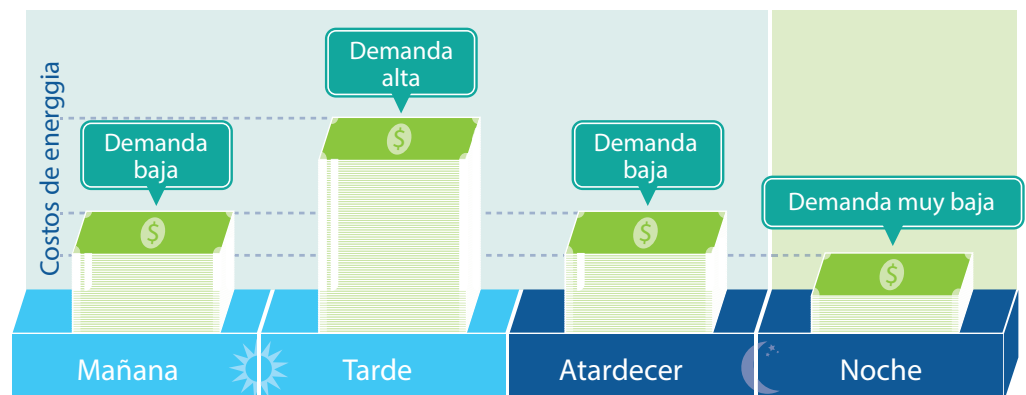 Costos de energgia
Demanda
baja
Demanda
alta
Demanda
baja
Demanda muy baja
$
$
$
$
Mañana
Tarde
Atardecer
Noche